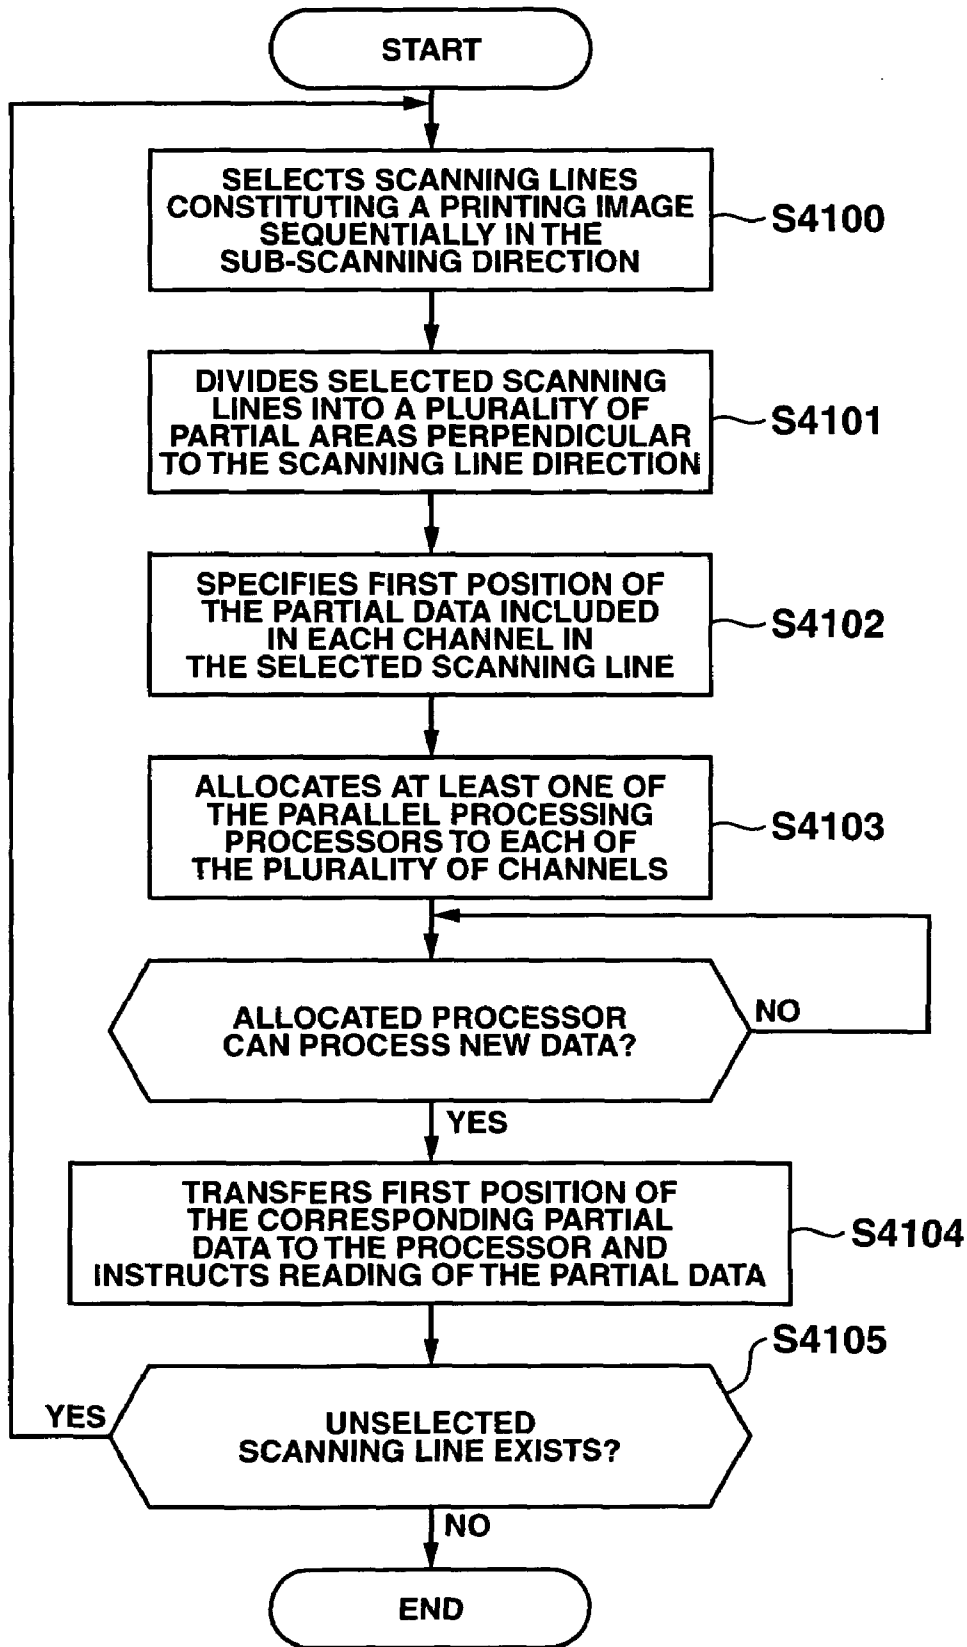 START
SELECTS SCANNING LINES
CONSTITUTING A PRINTING IMAGE
SEQUENTIALLY IN THE
SUB-SCANNING DIRECTION
S4100
DIVIDES SELECTED SCANNING
LINES INTO A PLURALITY OF
PARTIAL AREAS PERPENDICULAR
TO THE SCANNING LINE DIRECTION
S4101
SPECIFIES FIRST POSITION OF
THE PARTIAL DATA INCLUDED
IN EACH CHANNEL IN
THE SELECTED SCANNING LINE
S4102
ALLOCATES AT LEAST ONE OF
THE PARALLEL PROCESSING
PROCESSORS TO EACH OF
THE PLURALITY OF CHANNELS
S4103
ALLOCATED PROCESSOR
CAN PROCESS NEW DATA?
NO
YES
TRANSFERS FIRST POSITION OF
THE CORRESPONDING PARTIAL
DATA TO THE PROCESSOR AND
INSTRUCTS READING OF THE PARTIAL DATA
S4104
S4105
YES
UNSELECTED
SCANNING LINE EXISTS?
NO
END